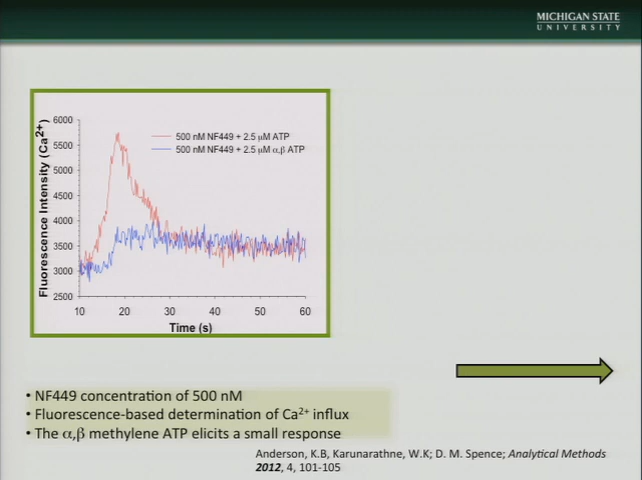 MICHIGAN STATE
UNIVERSITY
6000
5500
5000
4500
4000
3500
3000
2500
Fluorescence Intensity (Ca2+)
500 nM NF449 + 2.5 μM ATP
500 nM NF449 + 2.5 μM α,β ATP
10 20 30 40 50 60
Time (s)
• NF449 concentration of 500 nM
• Fluorescence-based determination of Ca2+ influx
• The α,β methylene ATP elicits a small response
Anderson, K.B, Karunarathne, W.K; D. M. Spence; Analytical Methods
2012, 4, 101-105